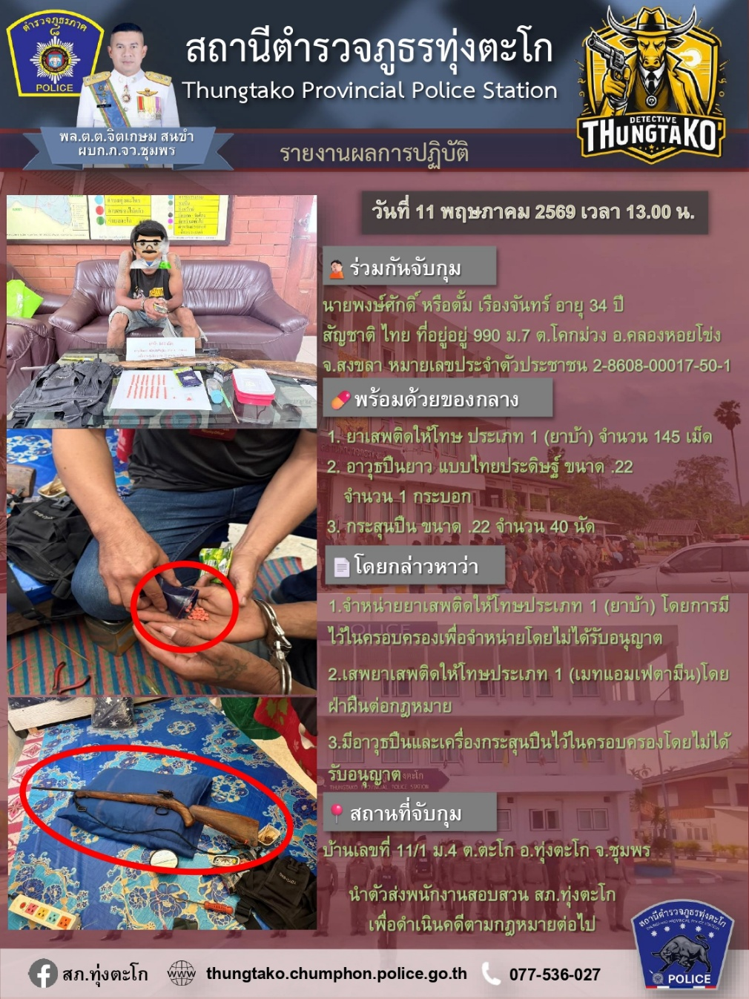 ตำรวจภูธรภาค
๘
POLICE
สถานีตำรวจภูธรทุ่งตะโก
Thungtako Provincial Police Station
DETECTIVE
THUNGTAKO
พล.ต.ต.จิตเกษม สนขำ
ผบก.ภ.จว.ชุมพร
รายงานผลการปฏิบัติ
วันที่ 11 พฤษภาคม 2569 เวลา 13.00 น.
ร่วมกันจับกุม
นายพงษ์ศักดิ์ หรือตั้ม เรืองจันทร์ อายุ 34 ปี
สัญชาติ ไทย ที่อยู่อยู่ 990 ม.7 ต.โคกม่วง อ.คลองหอยโข่ง
จ.สงขลา หมายเลขประจำตัวประชาชน 2-8608-00017-50-1
พร้อมด้วยของกลาง
1. ยาเสพติดให้โทษ ประเภท 1 (ยาบ้า) จำนวน 145 เม็ด
2. อาวุธปืนยาว แบบไทยประดิษฐ์ ขนาด .22
จำนวน 1 กระบอก
3. กระสุนปืน ขนาด .22 จำนวน 40 นัด
โดยกล่าวหาว่า
1.จำหน่ายยาเสพติดให้โทษประเภท 1 (ยาบ้า) โดยการมี
ไว้ในครอบครองเพื่อจำหน่ายโดยไม่ได้รับอนุญาต
2.เสพยาเสพติดให้โทษประเภท 1 (เมทแอมเฟตามีน)โดย
ฝ่าฝืนต่อกฎหมาย
3.มีอาวุธปืนและเครื่องกระสุนปืนไว้ในครอบครองโดยไม่ได้
รับอนุญาต
THUNGTAKO PROVINCIAL POLICE STATION
สถานที่จับกุม
บ้านเลขที่ 11/1 ม.4 ต.ตะโก อ.ทุ่งตะโก จ.ชุมพร
นำตัวส่งพนักงานสอบสวน สภ.ทุ่งตะโก
เพื่อดำเนินคดีตามกฎหมายต่อไป
สถานีตำรวจภูธรทุ่งตะโก
THUNGTAKO PROVINCIAL POLICE STATION
POLICE
สภ.ทุ่งตะโก
www
thungtako.chumphon.police.go.th
077-536-027